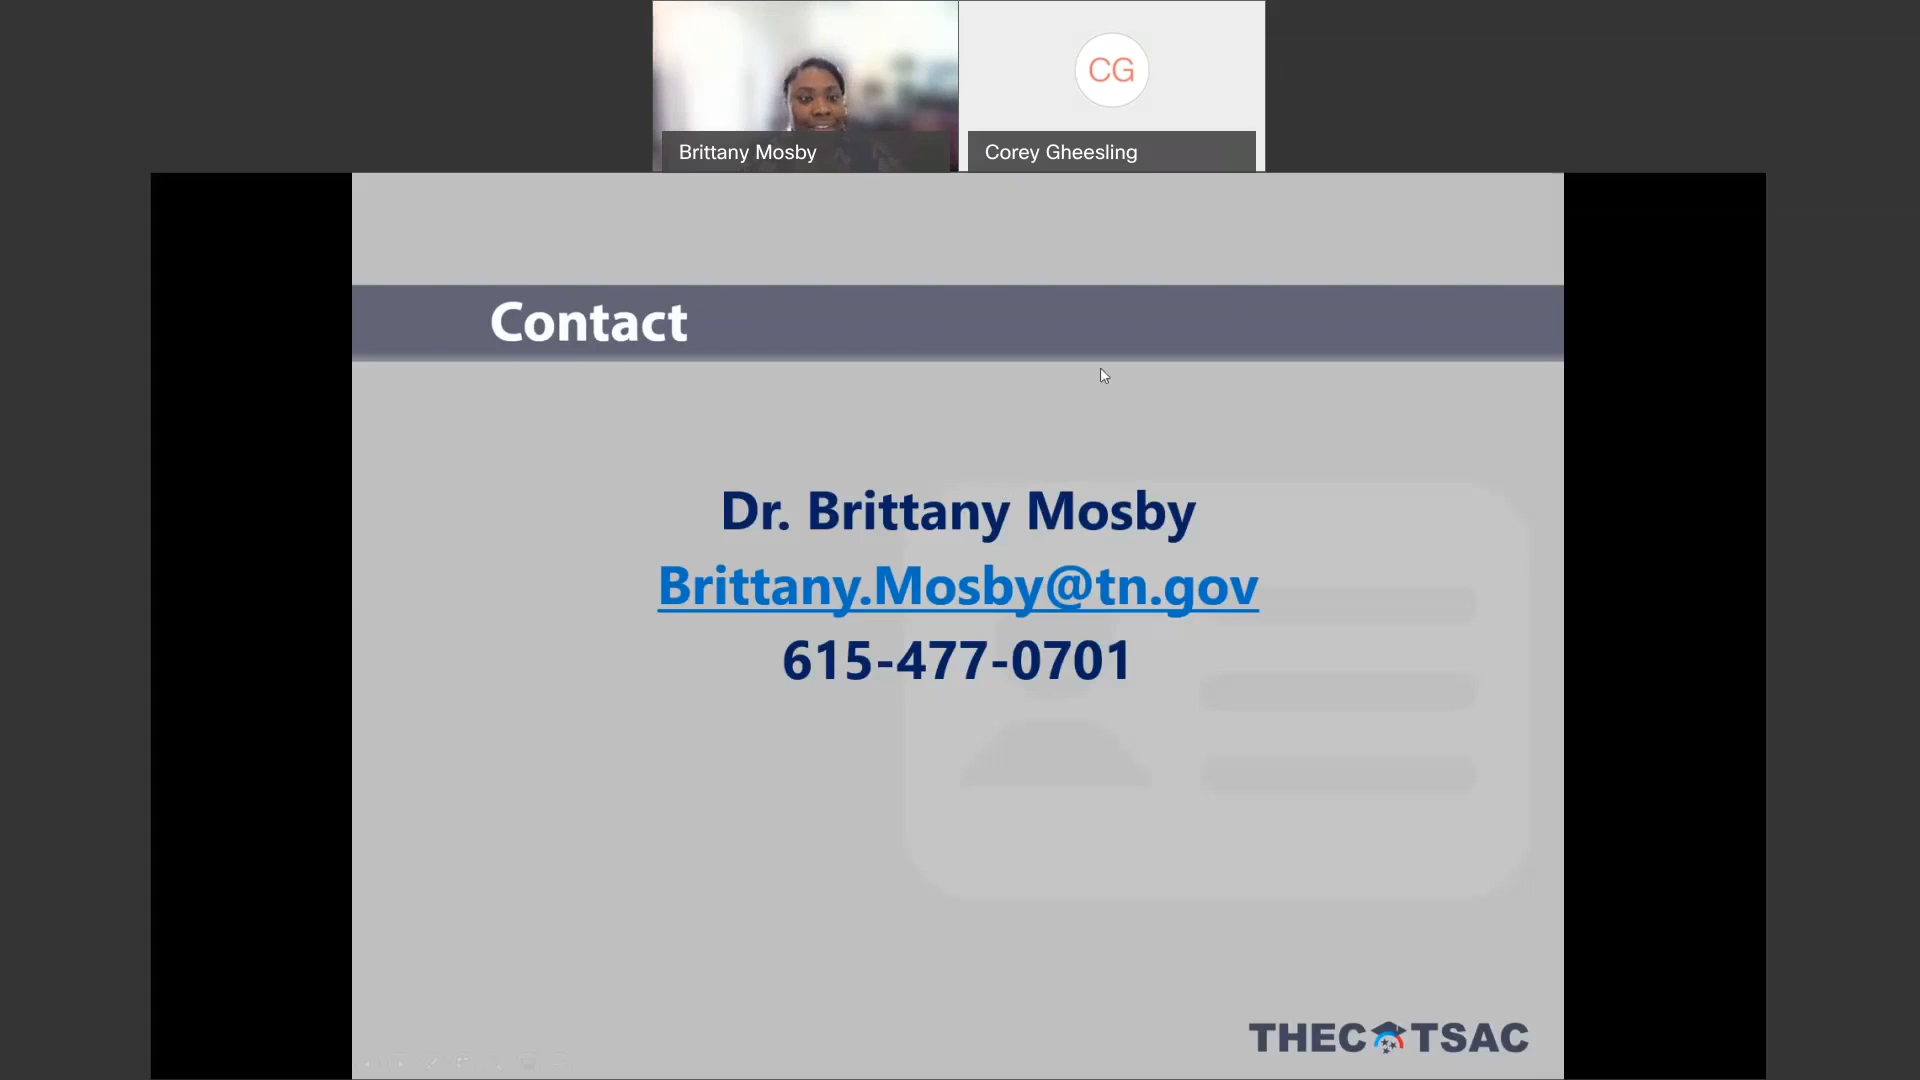 CG
Brittany Mosby
Corey Gheesling
Contact
Dr. Brittany Mosby
Brittany.Mosby@tn.gov
615-477-0701
THEC TSAC